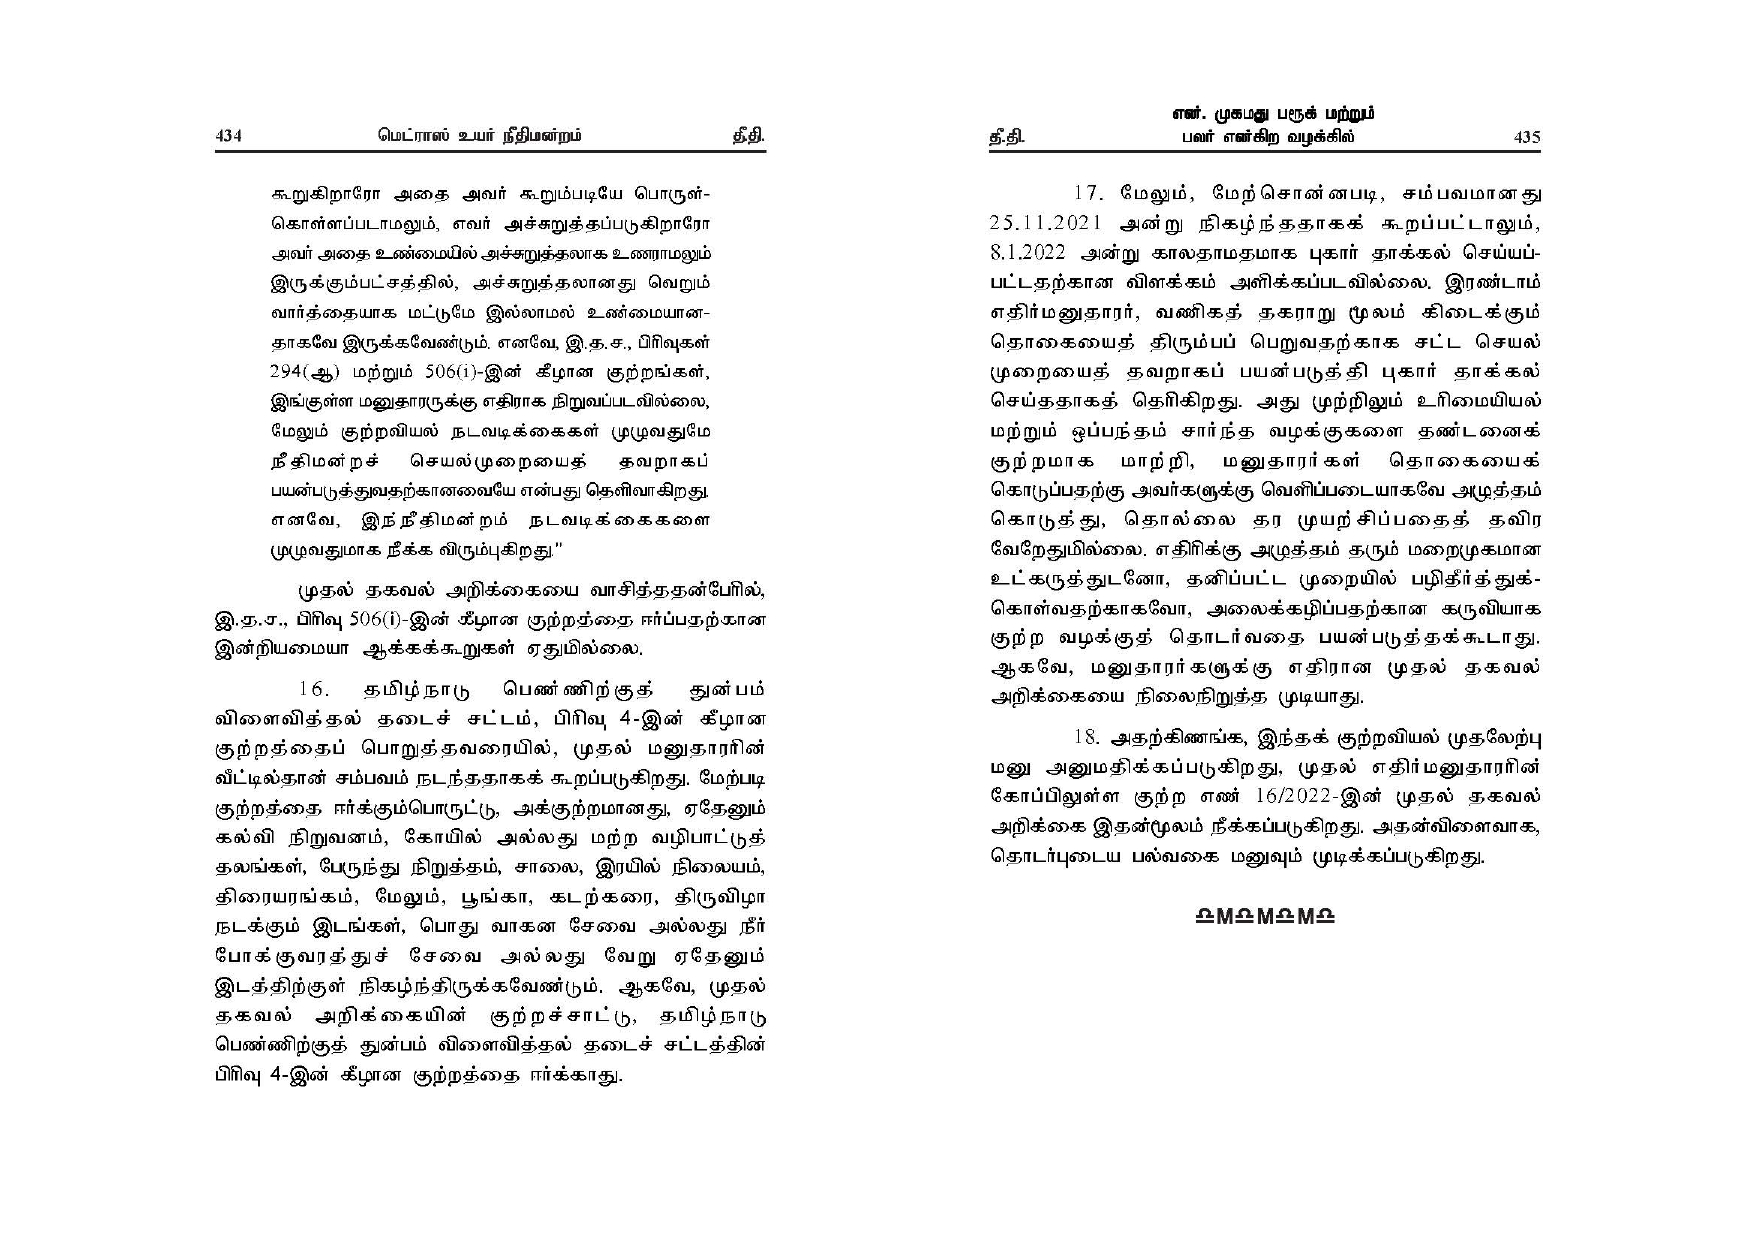 434 மெட்ராஸ் உயர் நீதிமன்றம் தீ.தி.
கூறுகிறாரோ அதை அவர் கூறும்படியே பொருள்-
கொள்ளப்படாமலும், எவர் அச்சுறுத்தப்படுகிறாரோ
அவர் அதை உண்மையில் அச்சுறுத்தலாக உணராமலும்
இருக்கும்பட்சத்தில், அச்சுறுத்தலானது வெறும்
வார்த்தையாக மட்டுமே இல்லாமல் உண்மையான-
தாகவே இருக்கவேண்டும். எனவே, இ.த.ச., பிரிவுகள்
294(ஆ) மற்றும் 506(i)-இன் கீழான குற்றங்கள்,
இங்குள்ள மனுதாரருக்கு எதிராக நிறுவப்படவில்லை,
மேலும் குற்றவியல் நடவடிக்கைகள் முழுவதுமே
நீதிமன்றச் செயல்முறையைத் தவறாகப்
பயன்படுத்துவதற்கானவையே என்பது தெளிவாகிறது.
எனவே, இந்நீதிமன்றம் நடவடிக்கைகளை
முழுவதுமாக நீக்க விரும்புகிறது.”
முதல் தகவல் அறிக்கையை வாசித்ததன்பேரில்,
இ.த.ச., பிரிவு 506(i)-இன் கீழான குற்றத்தை ஈர்ப்பதற்கான
இன்றியமையா ஆக்கக்கூறுகள் ஏதுமில்லை.
16. தமிழ்நாடு பெண்ணிற்குத் துன்பம்
விளைவித்தல் தடைச் சட்டம், பிரிவு 4-இன் கீழான
குற்றத்தைப் பொறுத்தவரையில், முதல் மனுதாரரின்
வீட்டில்தான் சம்பவம் நடந்ததாகக் கூறப்படுகிறது. மேற்படி
குற்றத்தை ஈர்க்கும்பொருட்டு, அக்குற்றமானது, ஏதேனும்
கல்வி நிறுவனம், கோயில் அல்லது மற்ற வழிபாட்டுத்
தலங்கள், பேருந்து நிறுத்தம், சாலை, இரயில் நிலையம்,
திரையரங்கம், மேலும், பூங்கா, கடற்கரை, திருவிழா
நடக்கும் இடங்கள், பொது வாகன சேவை அல்லது நீர்
போக்குவரத்துச் சேவை அல்லது வேறு ஏதேனும்
இடத்திற்குள் நிகழ்ந்திருக்கவேண்டும். ஆகவே, முதல்
தகவல் அறிக்கையின் குற்றச்சாட்டு, தமிழ்நாடு
பெண்ணிற்குத் துன்பம் விளைவித்தல் தடைச் சட்டத்தின்
பிரிவு 4-இன் கீழான குற்றத்தை ஈர்க்காது.
என். முகமது பரூக் மற்றும்
தீ.தி. பலர் என்கிற வழக்கில் 435
17. மேலும், மேற்சொன்னபடி, சம்பவமானது
25.11.2021 அன்று நிகழ்ந்ததாகக் கூறப்பட்டாலும்,
8.1.2022 அன்று காலதாமதமாக புகார் தாக்கல் செய்யப்-
பட்டதற்கான விளக்கம் அளிக்கப்படவில்லை. இரண்டாம்
எதிர்மனுதாரர், வணிகத் தகராறு மூலம் கிடைக்கும்
தொகையைத் திரும்பப் பெறுவதற்காக சட்ட செயல்
முறையைத் தவறாகப் பயன்படுத்தி புகார் தாக்கல்
செய்ததாகத் தெரிகிறது. அது முற்றிலும் உரிமையியல்
மற்றும் ஒப்பந்தம் சார்ந்த வழக்குகளை தண்டனைக்
குற்றமாக மாற்றி, மனுதாரர்கள் தொகையைக்
கொடுப்பதற்கு அவர்களுக்கு வெளிப்படையாகவே அழுத்தம்
கொடுத்து, தொல்லை தர முயற்சிப்பதைத் தவிர
வேறேதுமில்லை. எதிரிக்கு அழுத்தம் தரும் மறைமுகமான
உட்கருத்துடனோ, தனிப்பட்ட முறையில் பழிதீர்த்துக்-
கொள்வதற்காகவோ, அலைக்கழிப்பதற்கான கருவியாக
குற்ற வழக்குத் தொடர்வதை பயன்படுத்தக்கூடாது.
ஆகவே, மனுதாரர்களுக்கு எதிரான முதல் தகவல்
அறிக்கையை நிலைநிறுத்த முடியாது.
18. அதற்கிணங்க, இந்தக் குற்றவியல் முதலேற்பு
மனு அனுமதிக்கப்படுகிறது, முதல் எதிர்மனுதாரரின்
கோப்பிலுள்ள குற்ற எண் 16/2022-இன் முதல் தகவல்
அறிக்கை இதன்மூலம் நீக்கப்படுகிறது. அதன்விளைவாக,
தொடர்புடைய பல்வகை மனுவும் முடிக்கப்படுகிறது.
♎M♎M♎M♎